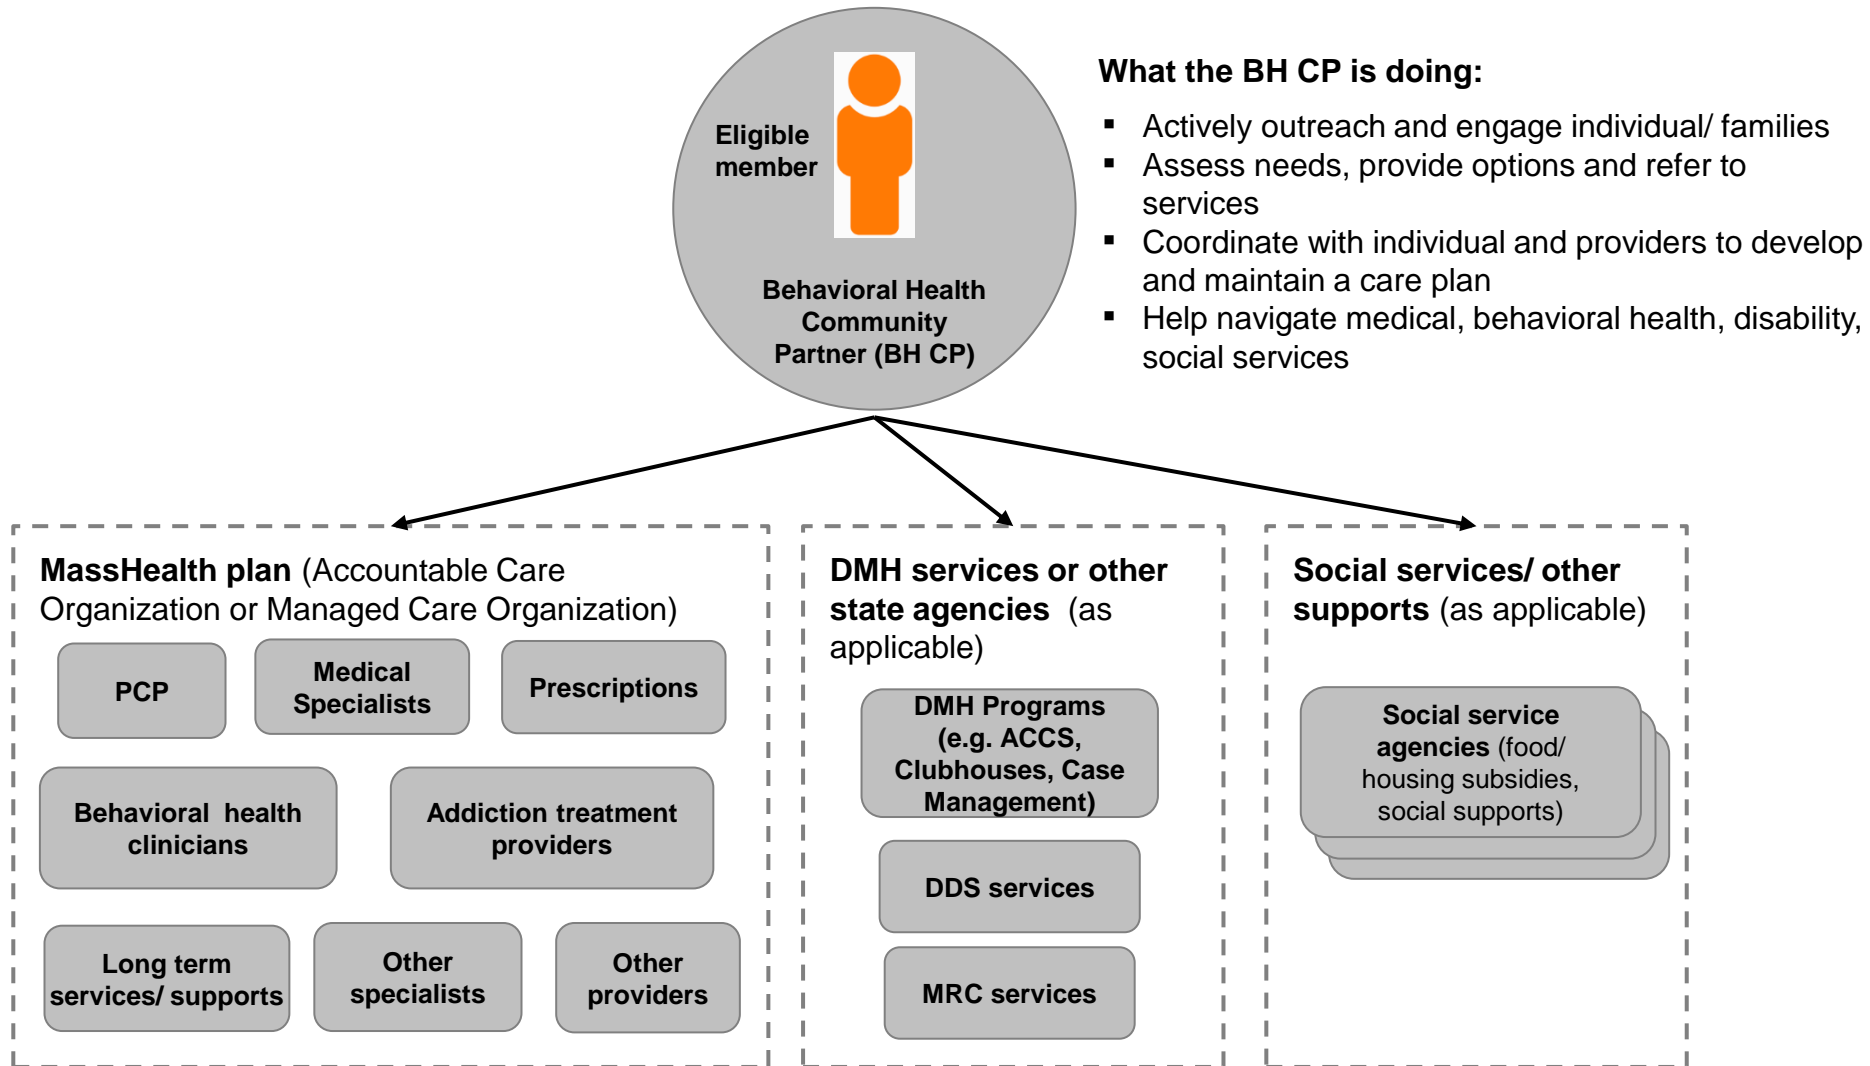 Eligible
member
Behavioral Health
Community
Partner (BH CP)
What the BH CP is doing:
▪ Actively outreach and engage individual/ families
▪ Assess needs, provide options and refer to
services
▪ Coordinate with individual and providers to develop
and maintain a care plan
▪ Help navigate medical, behavioral health, disability,
social services
MassHealth plan (Accountable Care
Organization or Managed Care Organization)
PCP
Medical
Specialists
Prescriptions
Behavioral health
clinicians
Addiction treatment
providers
Long term
services/ supports
Other
specialists
Other
providers
DMH services or other
state agencies (as
applicable)
DMH Programs
(e.g. ACCS,
Clubhouses, Case
Management)
DDS services
MRC services
Social services/ other
supports (as applicable)
Social service
agencies (food/
housing subsidies,
social supports)